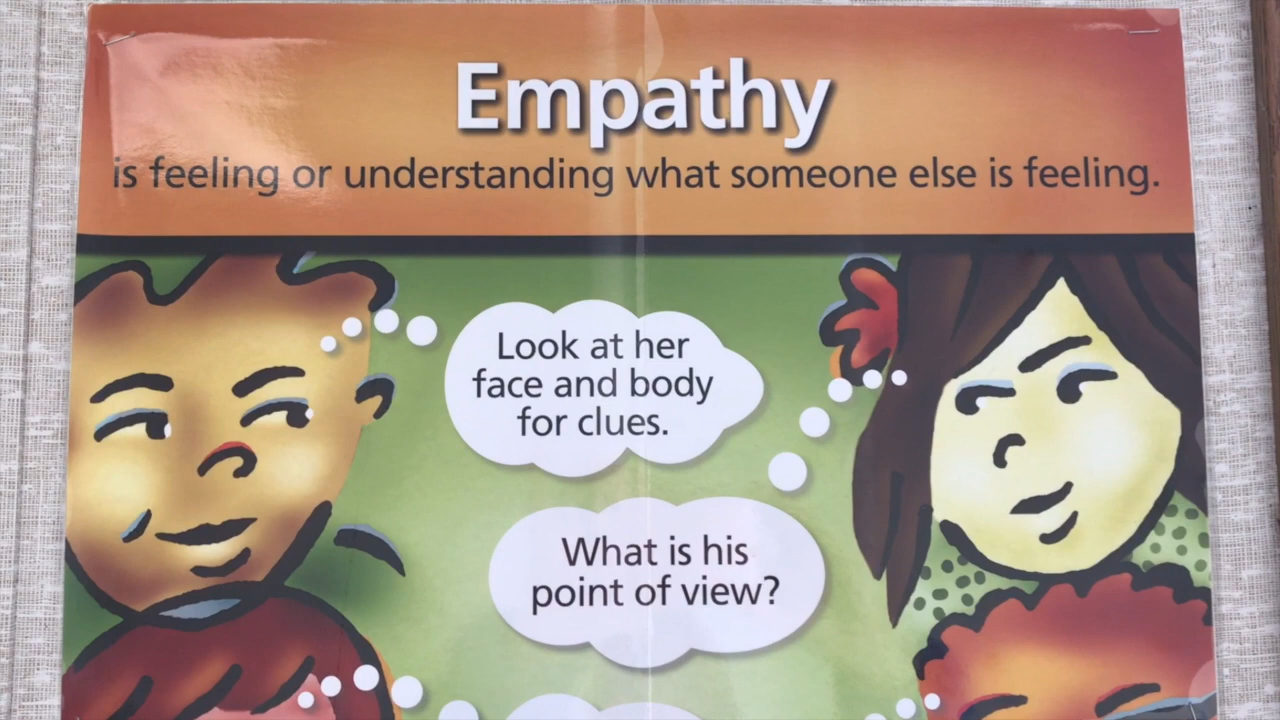 Empathy
is feeling or understanding what someone else is feeling.
Look at her
face and body
for clues.
What is his
point of view?